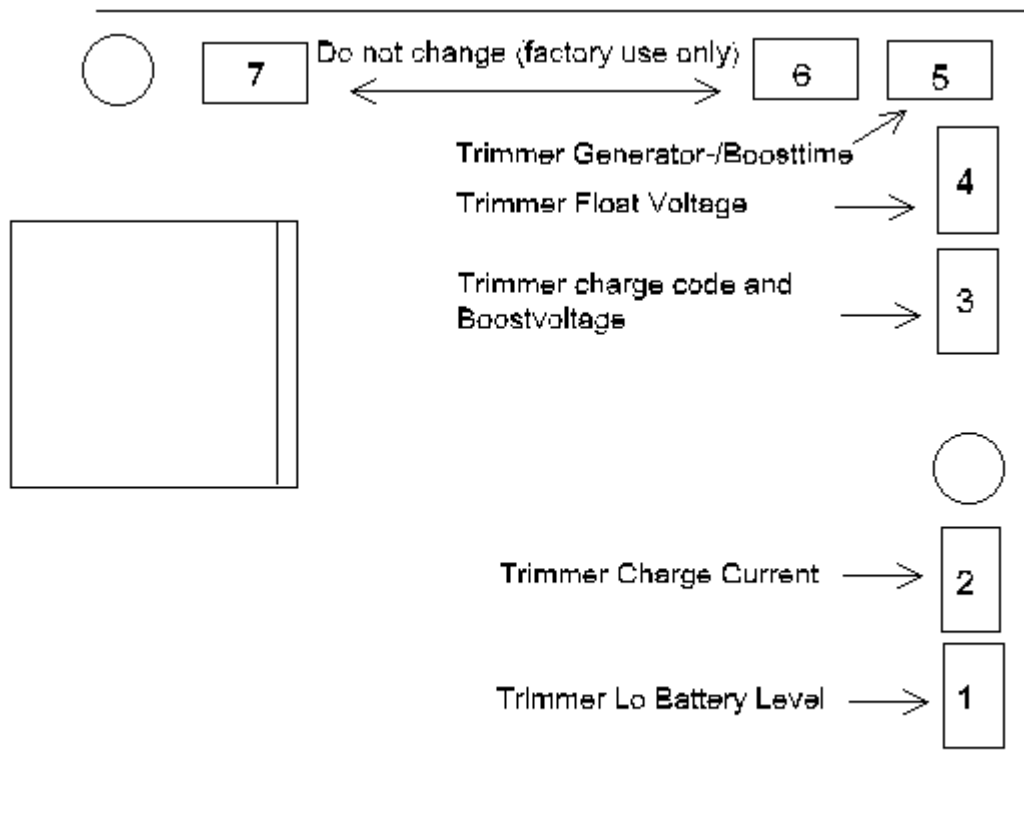 7
Do not change (factory use only)
6
5
Trimmer Generator-/Boosttime
4
Trimmer Float Voltage
Trimmer charge code and
Boostvoltage
3
Trimmer Charge Current
2
Trimmer Lo Battery Level
1